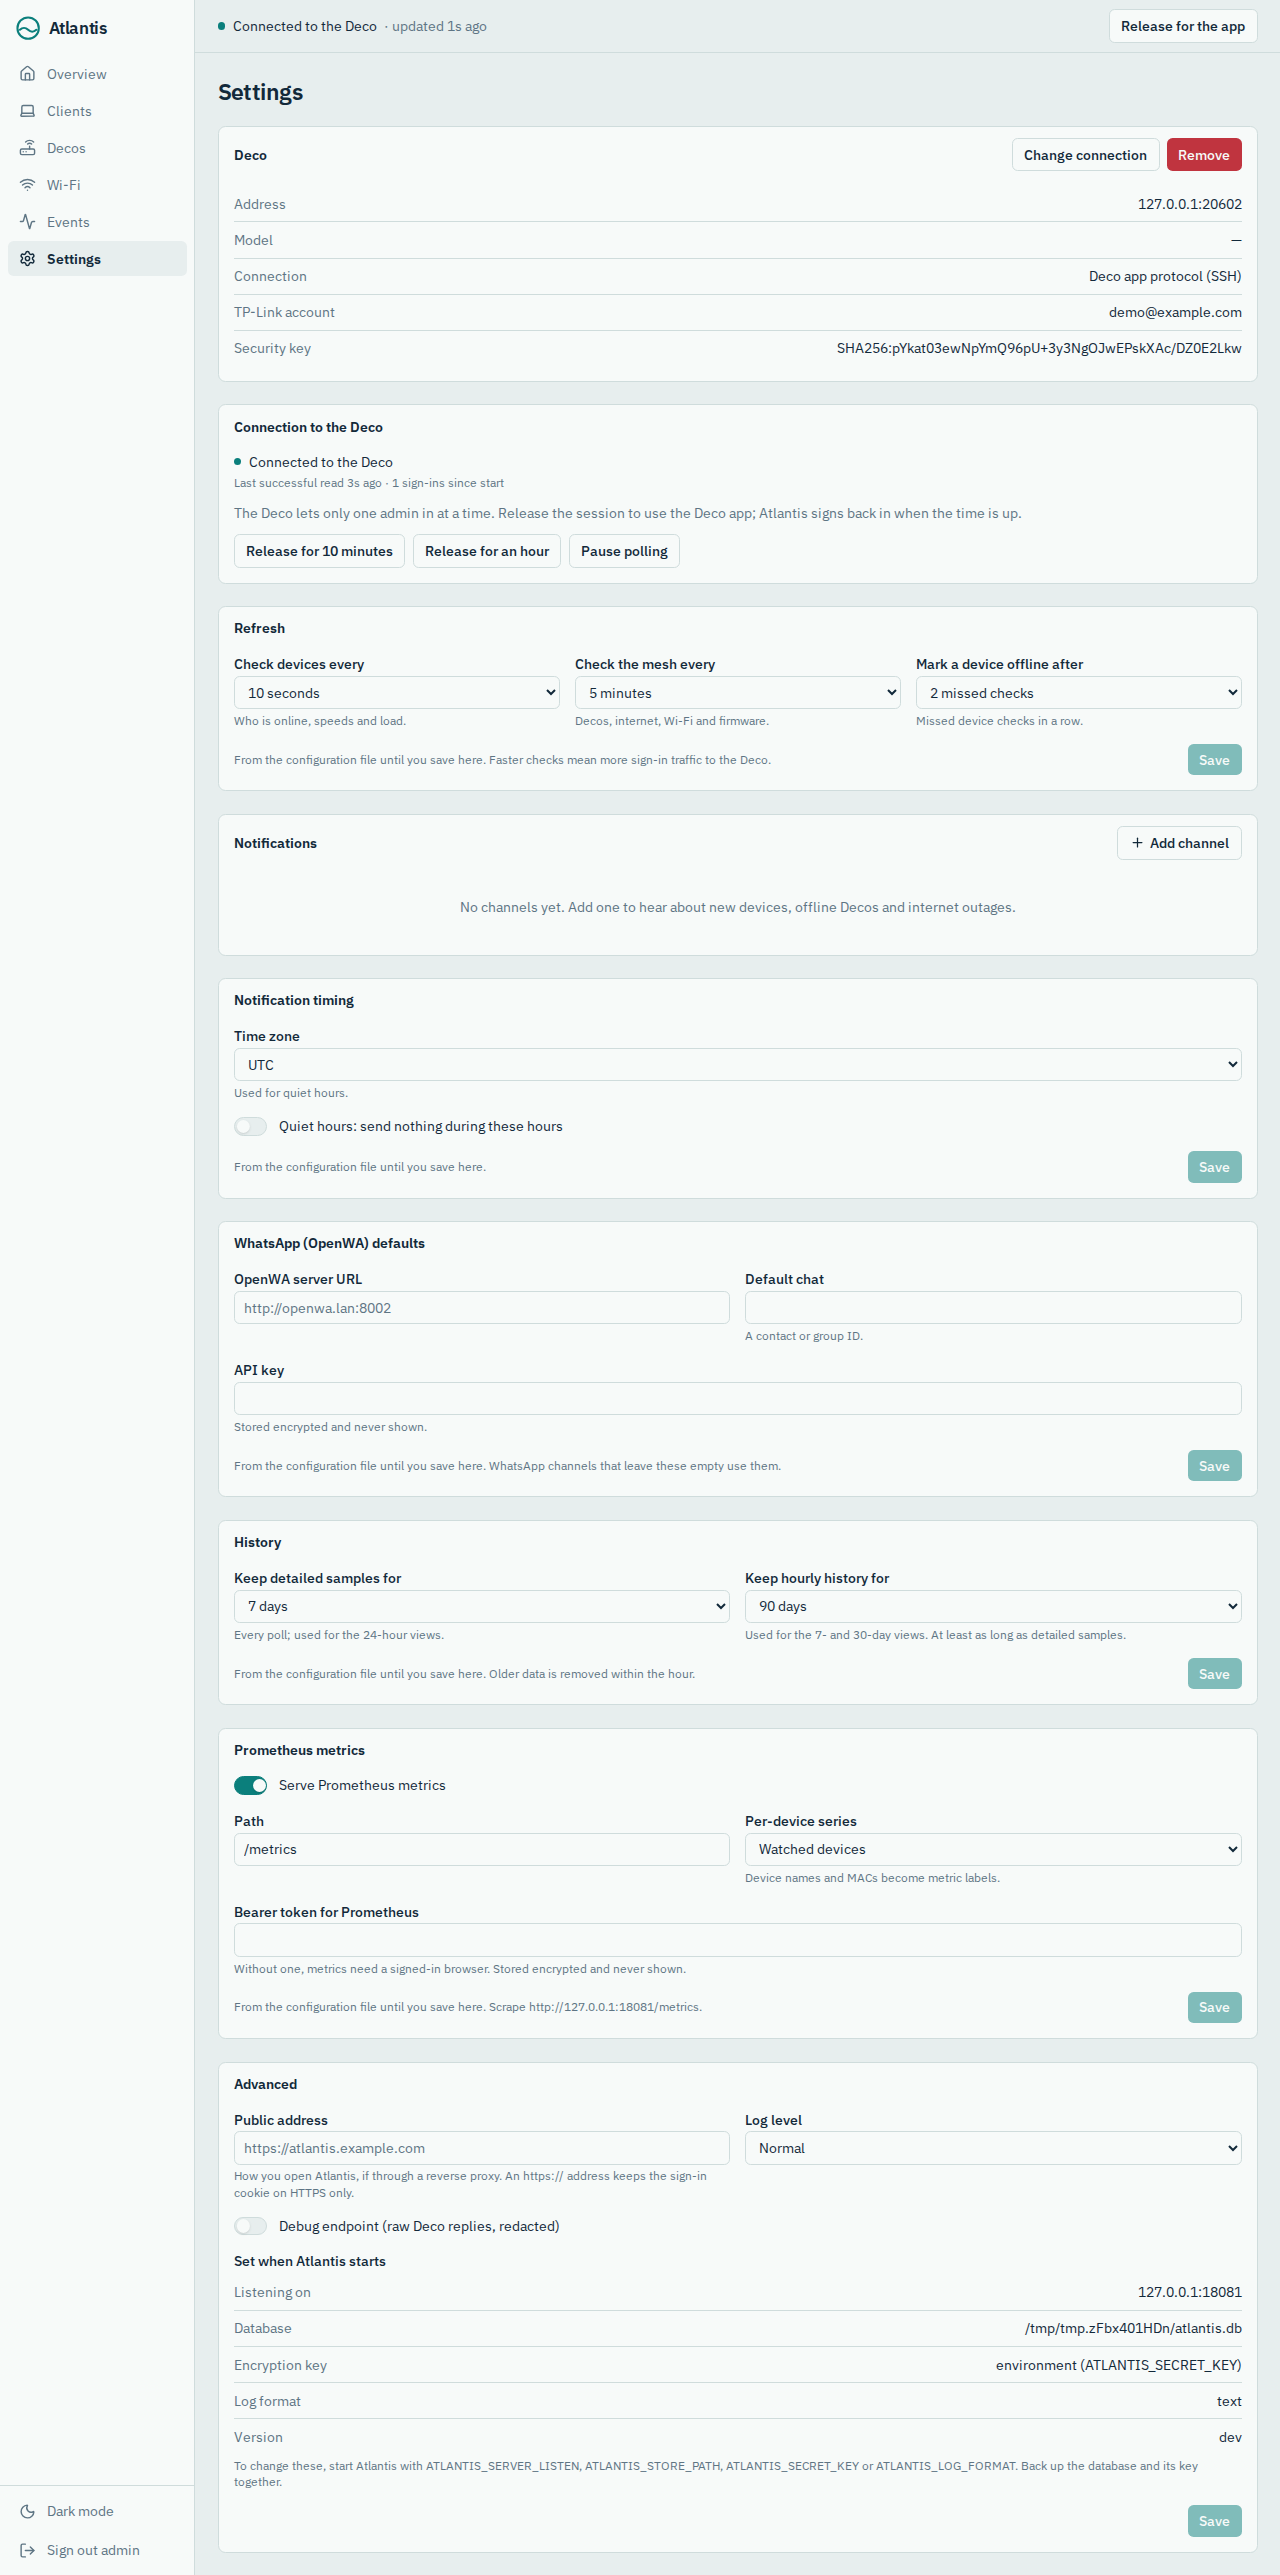 Atlantis
Overview
Clients
Decos
Wi-Fi
Events
Settings
Dark mode
Sign out admin
Connected to the Deco · updated 1s ago
Release for the app
Settings
Deco
Change connection
Remove
Address 127.0.0.1:20602
Model —
Connection Deco app protocol (SSH)
TP-Link account demo@example.com
Security key SHA256:pYkat03ewNpYmQ96pU+3y3NgOJwEPskXAc/DZ0E2Lkw
Connection to the Deco
Connected to the Deco
Last successful read 3s ago · 1 sign-ins since start
The Deco lets only one admin in at a time. Release the session to use the Deco app; Atlantis signs back in when the time is up.
Release for 10 minutes
Release for an hour
Pause polling
Refresh
Check devices every
10 seconds
Who is online, speeds and load.
Check the mesh every
5 minutes
Decos, internet, Wi-Fi and firmware.
Mark a device offline after
2 missed checks
Missed device checks in a row.
From the configuration file until you save here. Faster checks mean more sign-in traffic to the Deco.
Save
Notifications
+ Add channel
No channels yet. Add one to hear about new devices, offline Decos and internet outages.
Notification timing
Time zone
UTC
Used for quiet hours.
Quiet hours: send nothing during these hours
From the configuration file until you save here.
Save
WhatsApp (OpenWA) defaults
OpenWA server URL
http://openwa.lan:8002
Default chat
A contact or group ID.
API key
Stored encrypted and never shown.
From the configuration file until you save here. WhatsApp channels that leave these empty use them.
Save
History
Keep detailed samples for
7 days
Every poll; used for the 24-hour views.
Keep hourly history for
90 days
Used for the 7- and 30-day views. At least as long as detailed samples.
From the configuration file until you save here. Older data is removed within the hour.
Save
Prometheus metrics
Serve Prometheus metrics
Path
/metrics
Per-device series
Watched devices
Device names and MACs become metric labels.
Bearer token for Prometheus
Without one, metrics need a signed-in browser. Stored encrypted and never shown.
From the configuration file until you save here. Scrape http://127.0.0.1:18081/metrics.
Save
Advanced
Public address
https://atlantis.example.com
How you open Atlantis, if through a reverse proxy. An https:// address keeps the sign-in
cookie on HTTPS only.
Log level
Normal
Debug endpoint (raw Deco replies, redacted)
Set when Atlantis starts
Listening on 127.0.0.1:18081
Database /tmp/tmp.zFbx401HDn/atlantis.db
Encryption key environment (ATLANTIS_SECRET_KEY)
Log format text
Version dev
To change these, start Atlantis with ATLANTIS_SERVER_LISTEN, ATLANTIS_STORE_PATH, ATLANTIS_SECRET_KEY or ATLANTIS_LOG_FORMAT. Back up the database and its key
together.
Save